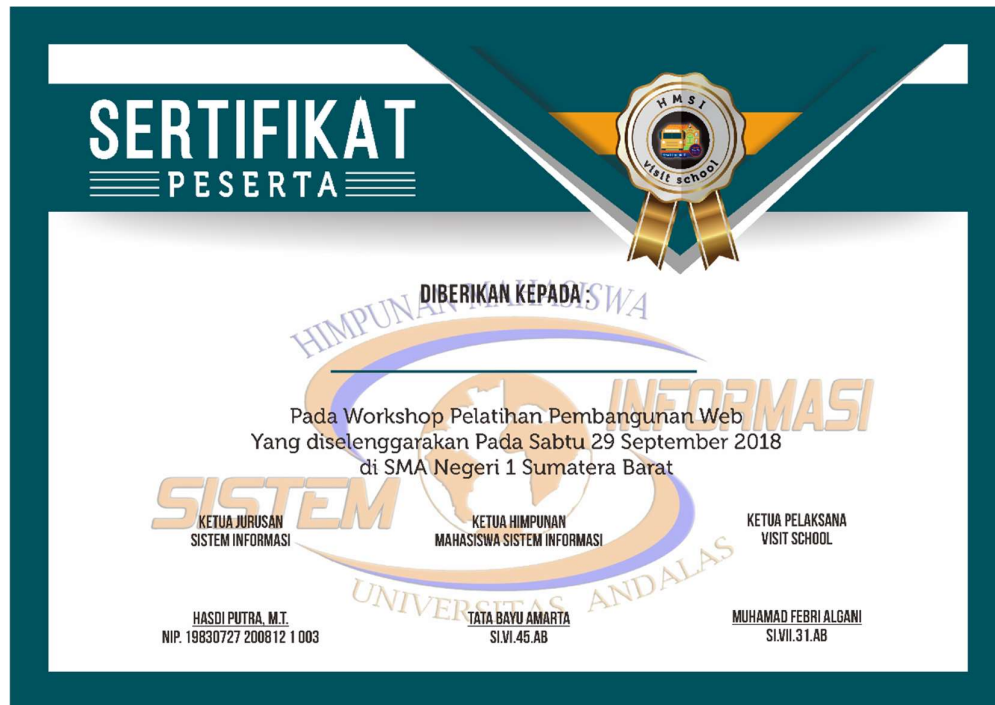 SERTIFIKAT
PESERTA
HMSI
visit school
DIBERIKAN KEPADA :
HIMPUNAN MAHASISWA
INFORMASI
Pada Workshop Pelatihan Pembangunan Web
Yang diselenggarakan Pada Sabtu 29 September 2018
di SMA Negeri 1 Sumatera Barat
SISTEM
KETUA JURUSAN
SISTEM INFORMASI
KETUA HIMPUNAN
MAHASISWA SISTEM INFORMASI
KETUA PELAKSANA
VISIT SCHOOL
UNIVERSITAS ANDALAS
HASDI PUTRA, M.T.
NIP. 19830727 200812 1 003
TATA BAYU AMARTA
SI.VI.45.AB
MUHAMAD FEBRI ALGANI
SI.VII.31.AB